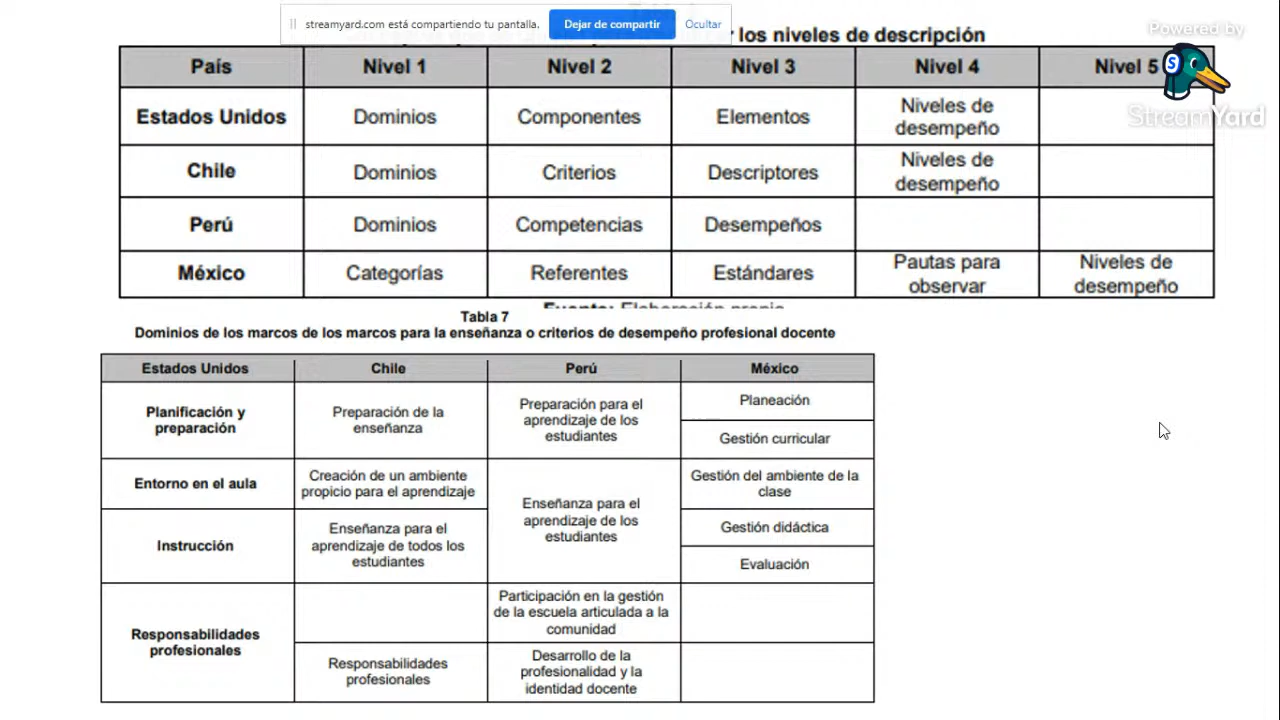 streamyard.com está compartiendo tu pantalla.
Dejar de compartir
Ocultar
Powered by
StreamYard
los niveles de descripción
País Nivel 1 Nivel 2 Nivel 3 Nivel 4 Nivel 5
Estados Unidos Dominios Componentes Elementos Niveles de
desempeño
Chile Dominios Criterios Descriptores Niveles de
desempeño
Perú Dominios Competencias Desempeños
México Categorías Referentes Estándares Pautas para
observar
Niveles de
desempeño
Fuente: Elaboración propia
Tabla 7
Dominios de los marcos de los marcos para la enseñanza o criterios de desempeño profesional docente
Estados Unidos Chile Perú México
Planificación y
preparación
Preparación de la
enseñanza
Preparación para el
aprendizaje de los
estudiantes
Planeación
Gestión curricular
Entorno en el aula
Creación de un ambiente
propicio para el aprendizaje
Enseñanza para el
aprendizaje de los
estudiantes
Gestión del ambiente de la
clase
Instrucción
Enseñanza para el
aprendizaje de todos los
estudiantes
Gestión didáctica
Evaluación
Responsabilidades
profesionales
Participación en la gestión
de la escuela articulada a la
comunidad
Responsabilidades
profesionales
Desarrollo de la
profesionalidad y la
identidad docente